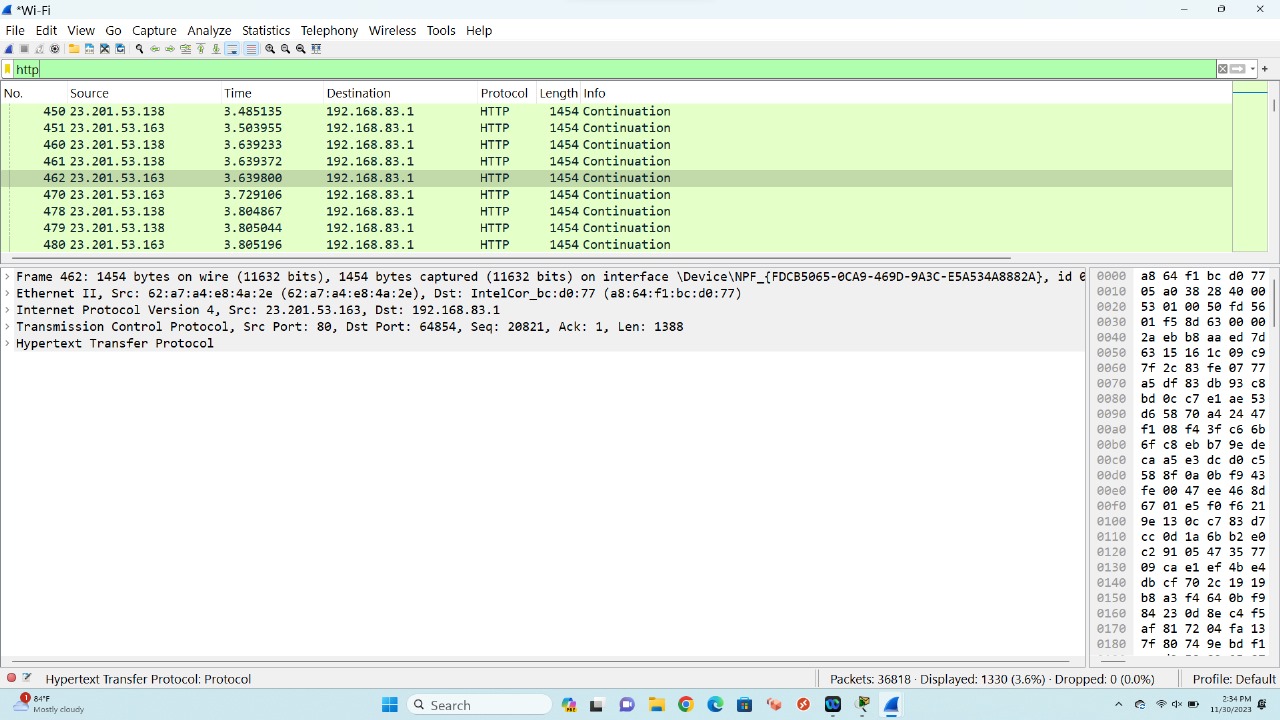 *Wi-Fi
File Edit View Go Capture Analyze Statistics Telephony Wireless Tools Help
http
No. Source Time Destination Protocol Length Info
450 23.201.53.138 3.485135 192.168.83.1 HTTP 1454 Continuation
451 23.201.53.163 3.503955 192.168.83.1 HTTP 1454 Continuation
460 23.201.53.138 3.639233 192.168.83.1 HTTP 1454 Continuation
461 23.201.53.138 3.639372 192.168.83.1 HTTP 1454 Continuation
462 23.201.53.163 3.639800 192.168.83.1 HTTP 1454 Continuation
470 23.201.53.163 3.729106 192.168.83.1 HTTP 1454 Continuation
478 23.201.53.138 3.804867 192.168.83.1 HTTP 1454 Continuation
479 23.201.53.138 3.805044 192.168.83.1 HTTP 1454 Continuation
480 23.201.53.163 3.805196 192.168.83.1 HTTP 1454 Continuation
Frame 462: 1454 bytes on wire (11632 bits), 1454 bytes captured (11632 bits) on interface \Device\NPF_{FDCB5065-0CA9-469D-9A3C-E5A534A8882A}, id 0
Ethernet II, Src: 62:a7:a4:e8:4a:2e (62:a7:a4:e8:4a:2e), Dst: IntelCor_bc:d0:77 (a8:64:f1:bc:d0:77)
Internet Protocol Version 4, Src: 23.201.53.163, Dst: 192.168.83.1
Transmission Control Protocol, Src Port: 80, Dst Port: 64854, Seq: 20821, Ack: 1, Len: 1388
Hypertext Transfer Protocol
0000 a8 64 f1 bc d0 77
0010 05 a0 38 28 40 00
0020 53 01 00 50 fd 56
0030 01 f5 8d 63 00 00
0040 2a eb b8 aa ed 7d
0050 63 15 16 1c 09 c9
0060 7f 2c 83 fe 07 77
0070 a5 df 83 db 93 c8
0080 bd 0c c7 e1 ae 53
0090 d6 58 70 a4 24 47
00a0 f1 08 f4 3f c6 6b
00b0 6f c8 eb b7 9e de
00c0 ca a5 e3 dc d0 c5
00d0 58 8f 0a 0b f9 43
00e0 fe 00 47 ee 46 8d
00f0 67 01 e5 f0 f6 21
0100 9e 13 0c c7 83 d7
0110 cc 0d 1a 6b b2 e0
0120 c2 91 05 47 35 77
0130 09 ca e1 ef 4b e4
0140 db cf 70 2c 19 19
0150 b8 a3 f4 64 0b f9
0160 84 23 0d 8e c4 f5
0170 af 81 72 04 fa 13
0180 7f 80 74 9e bd f1
Hypertext Transfer Protocol: Protocol Packets: 36818 · Displayed: 1330 (3.6%) · Dropped: 0 (0.0%) Profile: Default
1 84°F
Mostly cloudy
Search
2:34 PM
11/30/2023